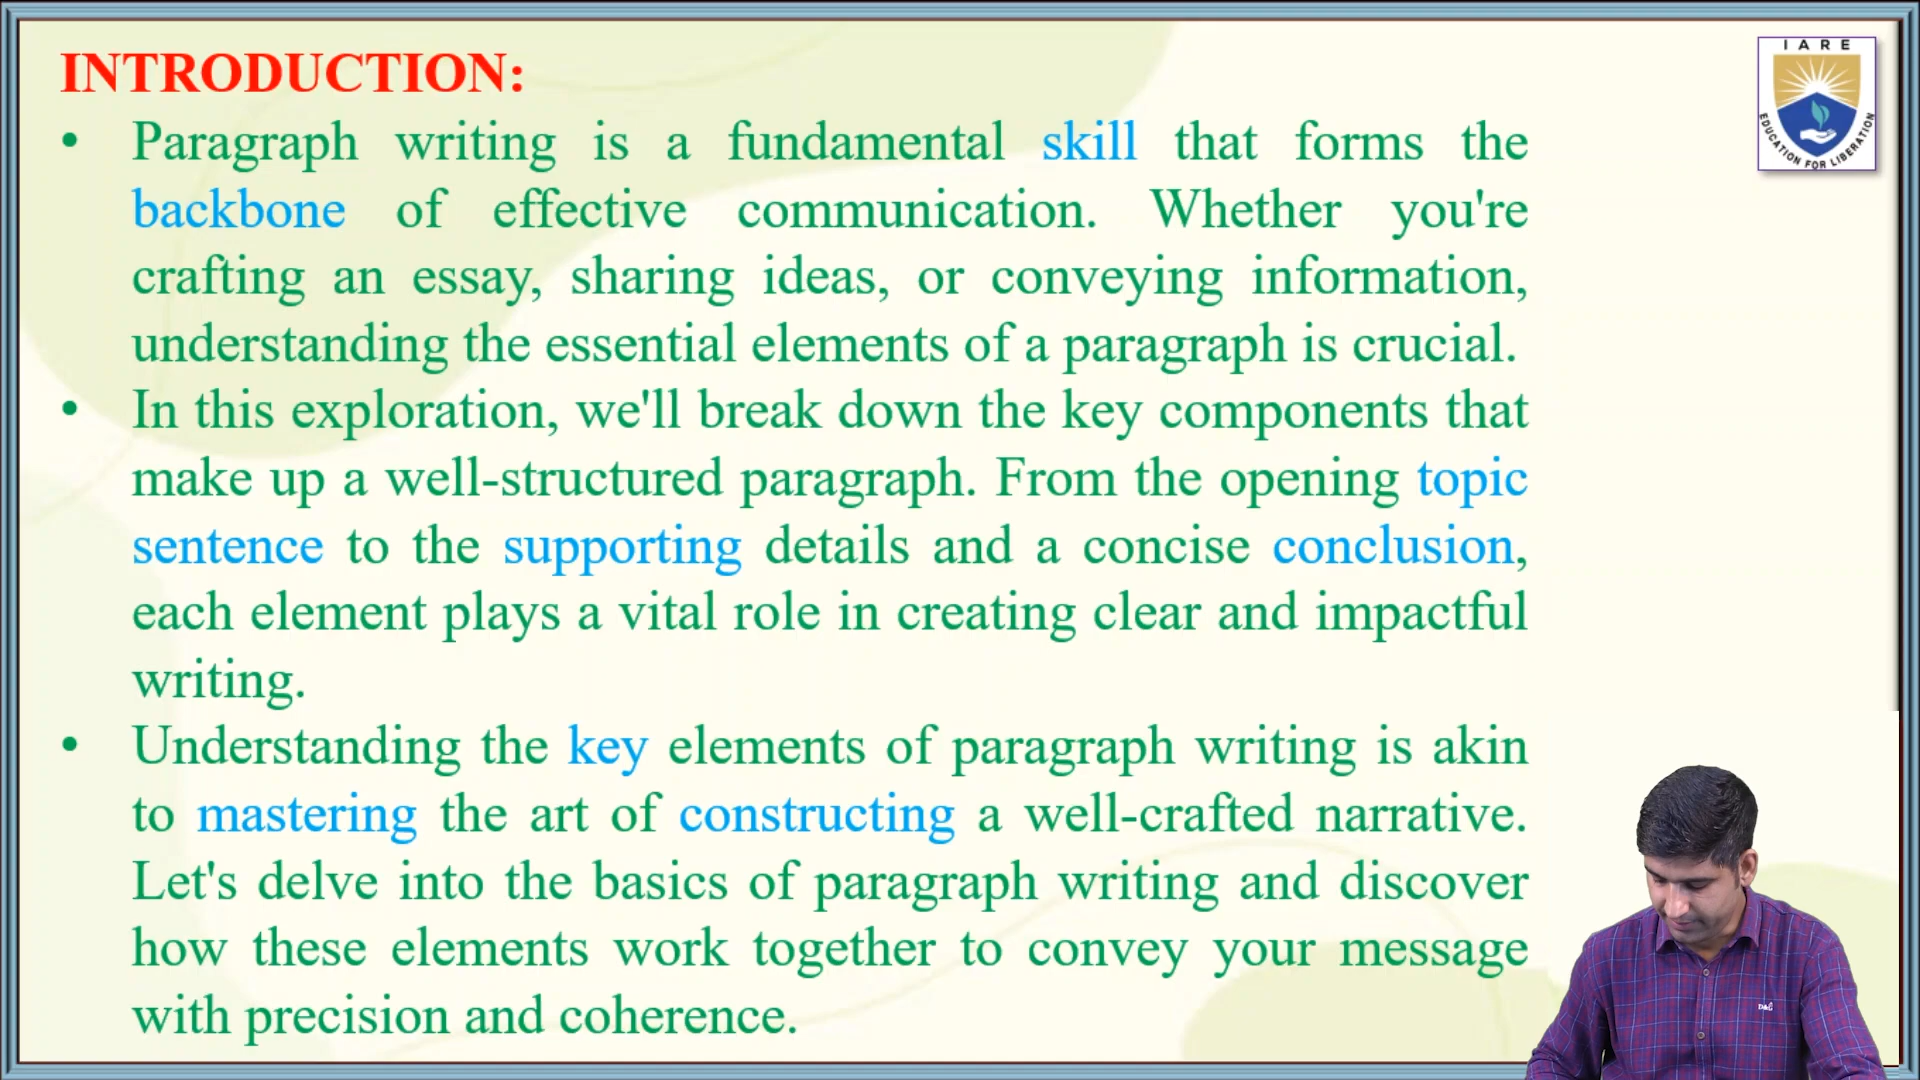 INTRODUCTION:
• Paragraph writing is a fundamental skill that forms the
backbone of effective communication. Whether you're
crafting an essay, sharing ideas, or conveying information,
understanding the essential elements of a paragraph is crucial.
• In this exploration, we'll break down the key components that
make up a well-structured paragraph. From the opening topic
sentence to the supporting details and a concise conclusion,
each element plays a vital role in creating clear and impactful
writing.
• Understanding the key elements of paragraph writing is akin
to mastering the art of constructing a well-crafted narrative.
Let's delve into the basics of paragraph writing and discover
how these elements work together to convey your message
with precision and coherence.
IARE
EDUCATION FOR LIBERATION